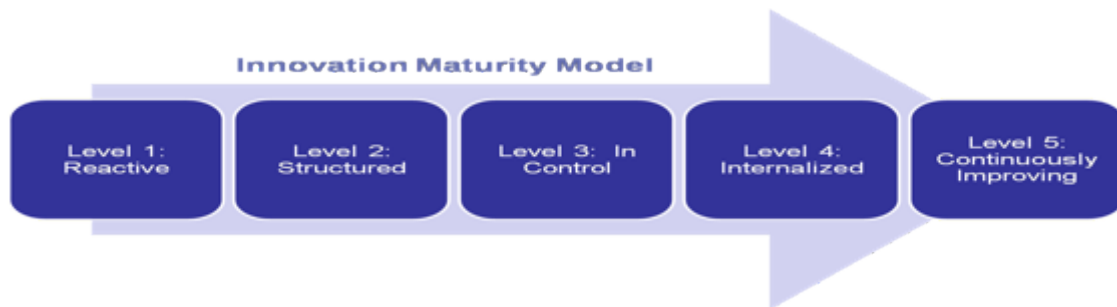 Innovation Maturity Model
Level 1:
Reactive
Level 2:
Structured
Level 3: In
Control
Level 4:
Internalized
Level 5:
Continuously
Improving